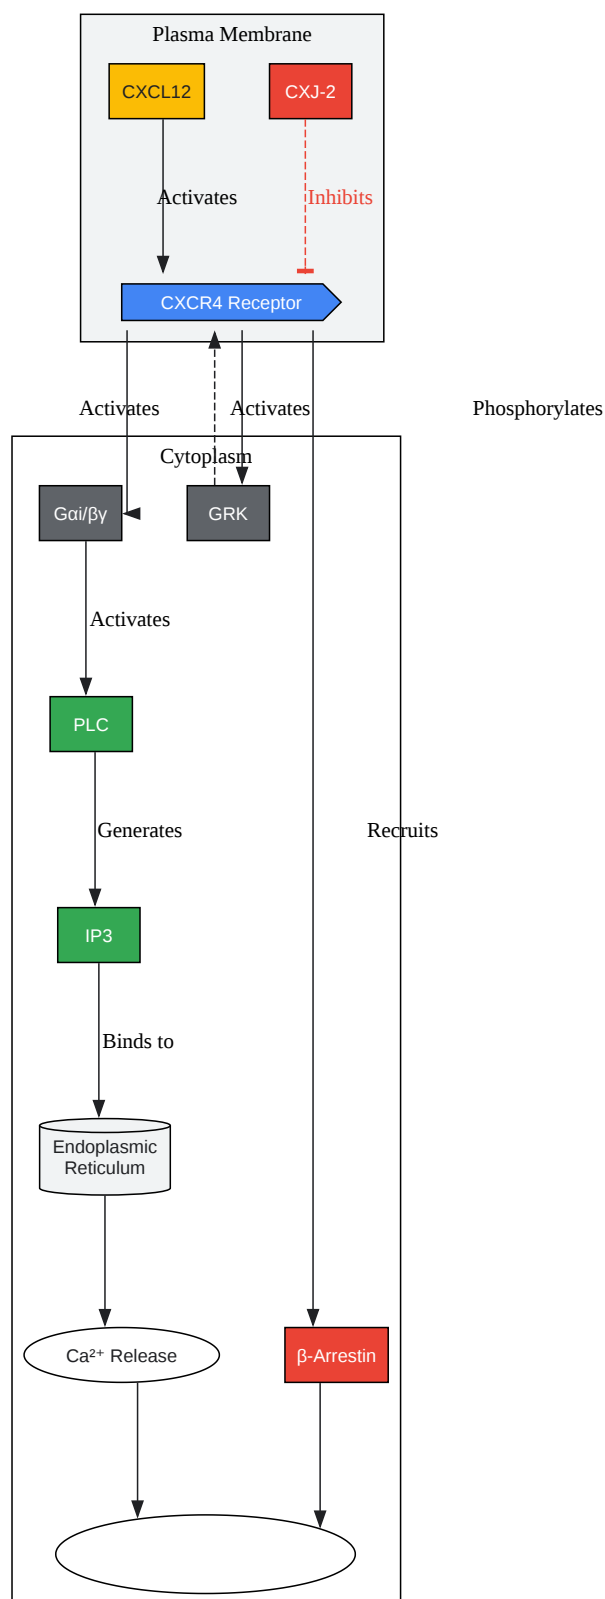 Plasma Membrane
CXCL12
CXJ-2
Activates
Inhibits
CXCR4 Receptor
Activates
Activates
Phosphorylates
Cytoplasm
Gαi/βγ
GRK
Activates
PLC
Generates
Recruits
IP3
Binds to
Endoplasmic
Reticulum
Ca²⁺ Release
β-Arrestin